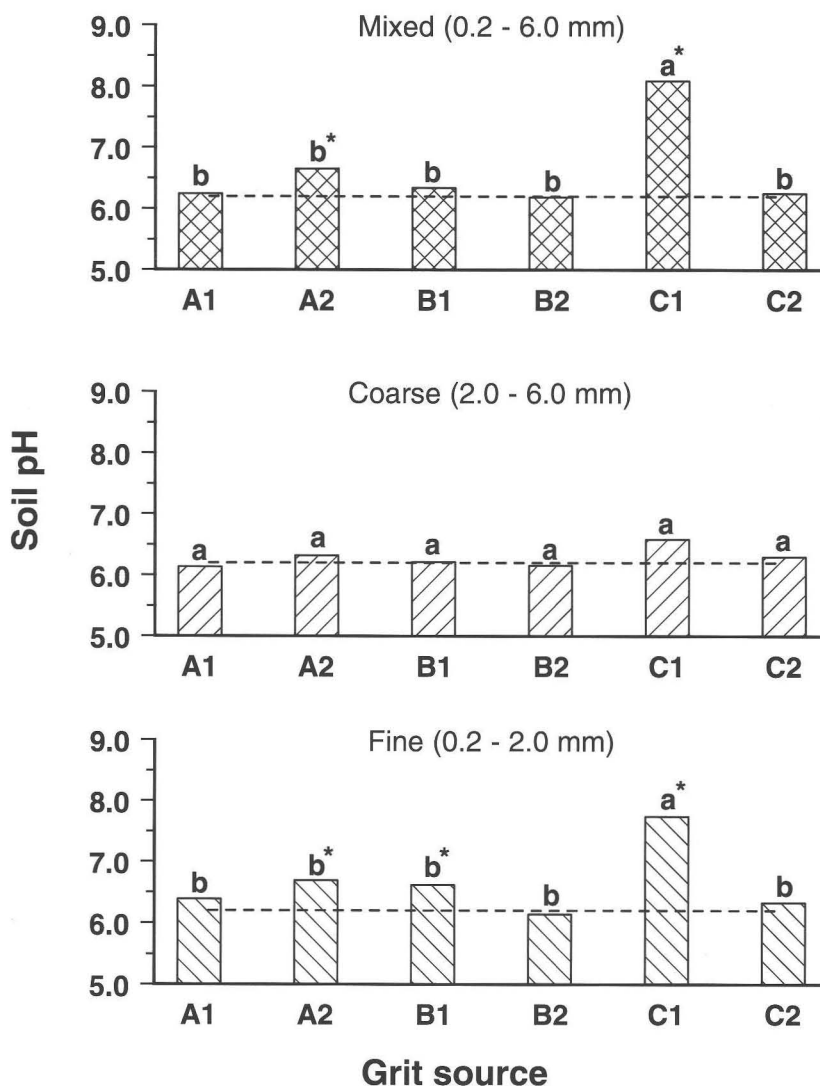 Mixed (0.2 - 6.0 mm)
9.0
8.0
7.0
6.0
5.0
b
b*
b
b
a*
b
A1 A2 B1 B2 C1 C2
Soil pH
Coarse (2.0 - 6.0 mm)
9.0
8.0
7.0
6.0
5.0
a a a a a a
A1 A2 B1 B2 C1 C2
Fine (0.2 - 2.0 mm)
9.0
8.0
7.0
6.0
5.0
b
b*
b*
b
a*
b
A1 A2 B1 B2 C1 C2
Grit source